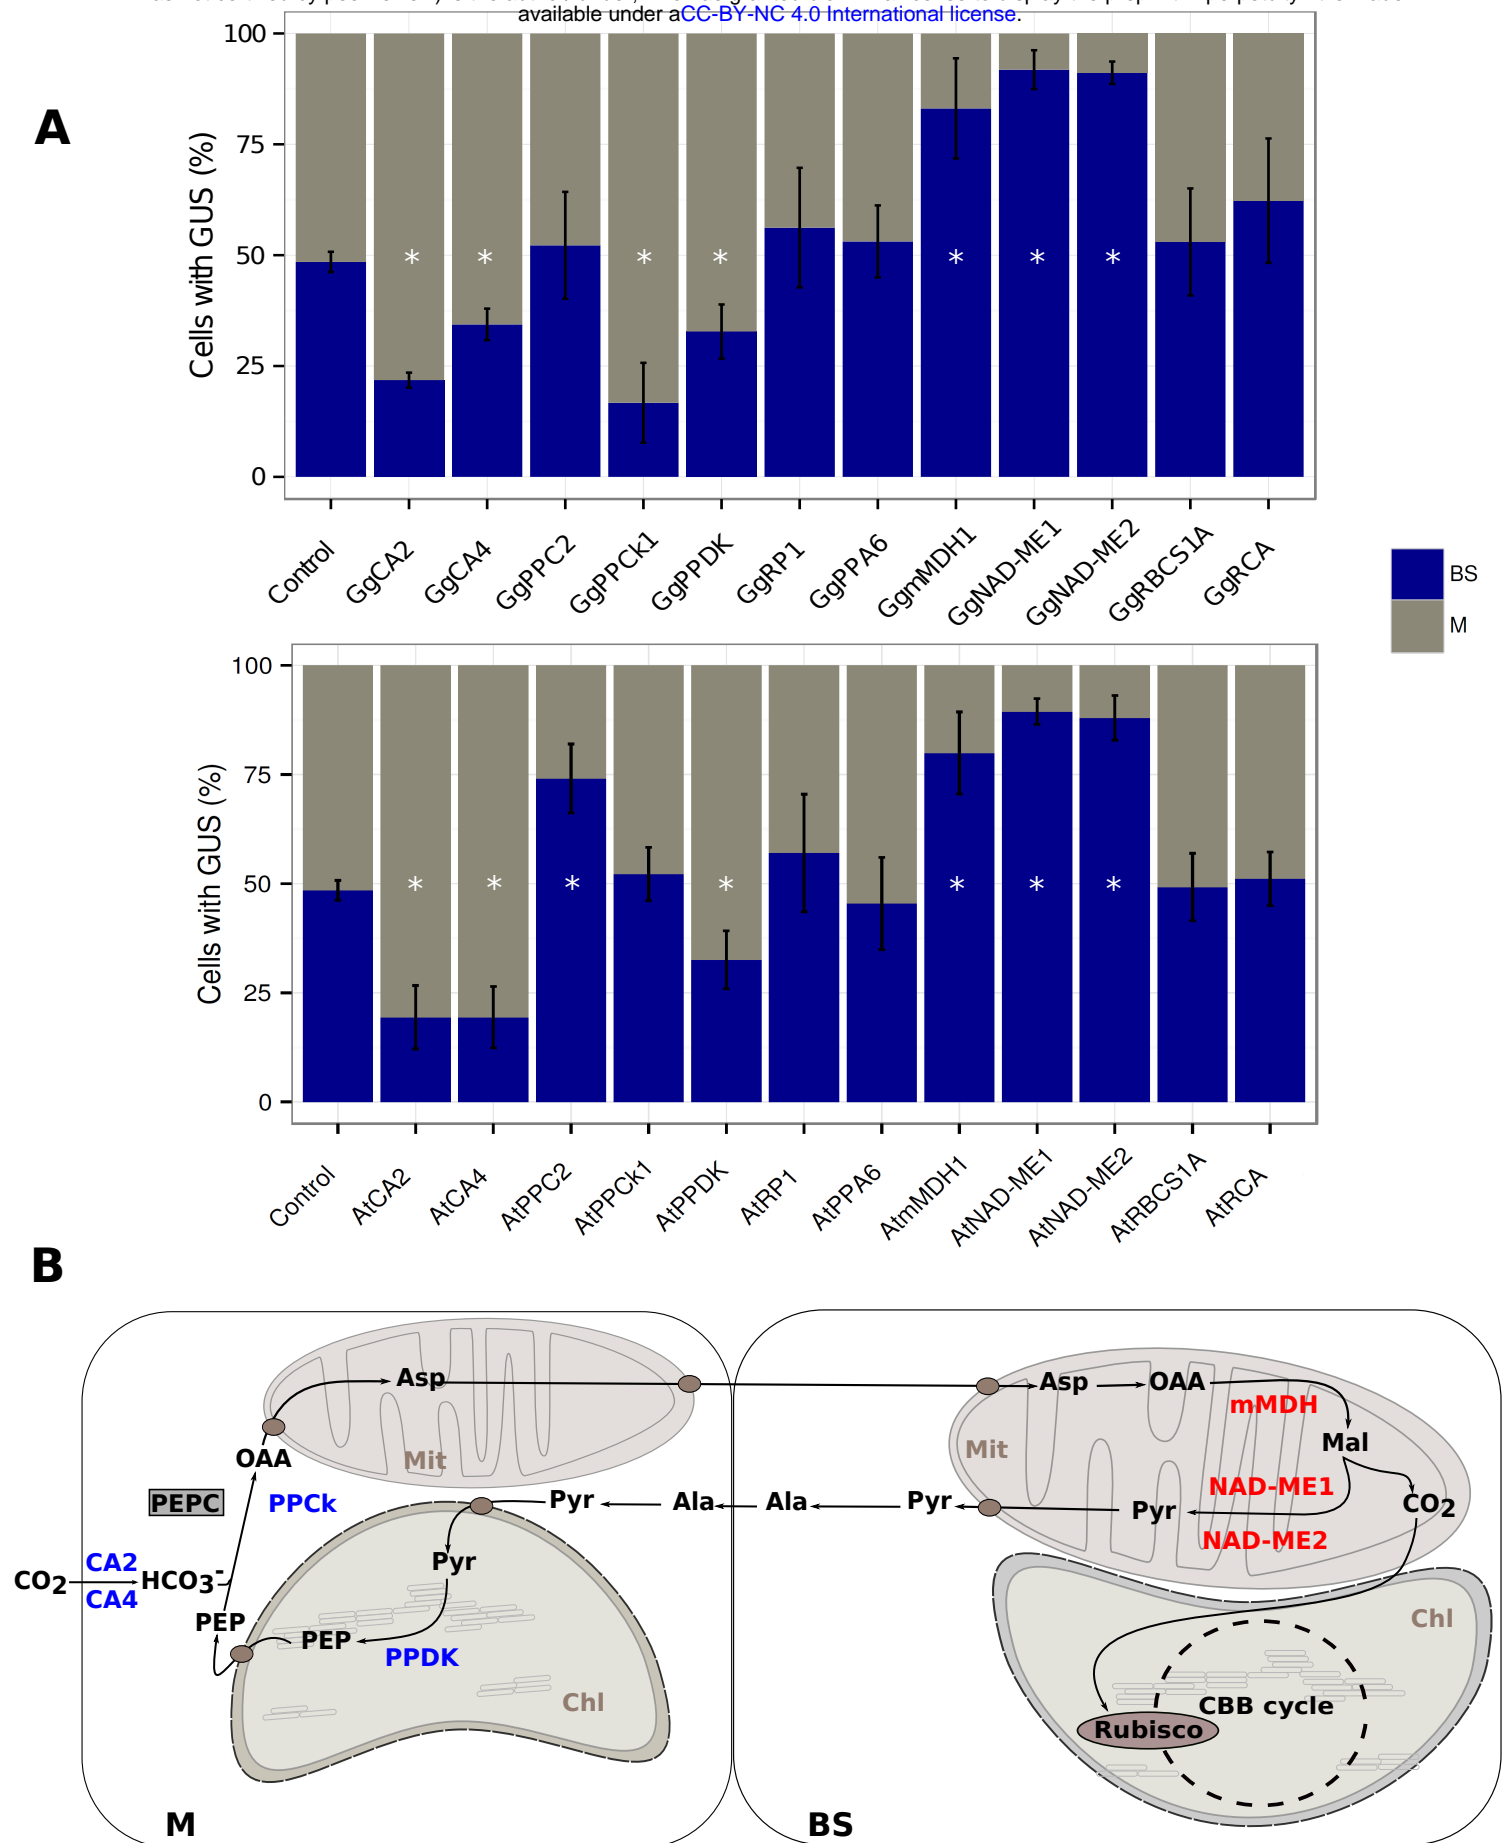 available under aCC-BY-NC 4.0 International license.
A
Cells with GUS (%)
100
75
50
25
0
* * * * * * *
Control GgCA2 GgCA4 GgPPC2 GgPPCk1 GgPPDK GgRP1 GgPPA6 GgmMDH1 GgNAD-ME1 GgNAD-ME2 GgRBCS1A GgRCA
BS
M
Cells with GUS (%)
100
75
50
25
0
* * * * * * *
Control AtCA2 AtCA4 AtPPC2 AtPPCk1 AtPPDK AtRP1 AtPPA6 AtmMDH1 AtNAD-ME1 AtNAD-ME2 AtRBCS1A AtRCA
B
Asp
Mit
OAA
PEPC
PPCk
CO2
CA2
CA4
HCO3-
PEP
Pyr
Ala
Pyr
PEP
PPDK
Chl
M
Asp
OAA
mMDH
Mal
Mit
NAD-ME1
CO2
Ala
Pyr
Pyr
NAD-ME2
Chl
CBB cycle
Rubisco
BS